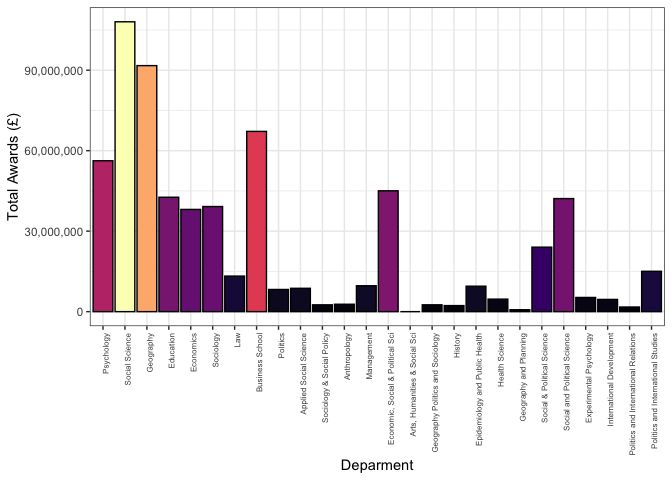 90,000,000
60,000,000
30,000,000
0
Total Awards (£)
Psychology
Social Science
Geography
Education
Economics
Sociology
Law
Business School
Politics
Applied Social Science
Sociology & Social Policy
Anthropology
Management
Economic, Social & Political Sci
Arts, Humanities & Social Sci
Geography Politics and Sociology
History
Epidemiology and Public Health
Health Science
Geography and Planning
Social & Political Science
Social and Political Science
Experimental Psychology
International Development
Politics and International Relations
Politics and International Studies
Deparment